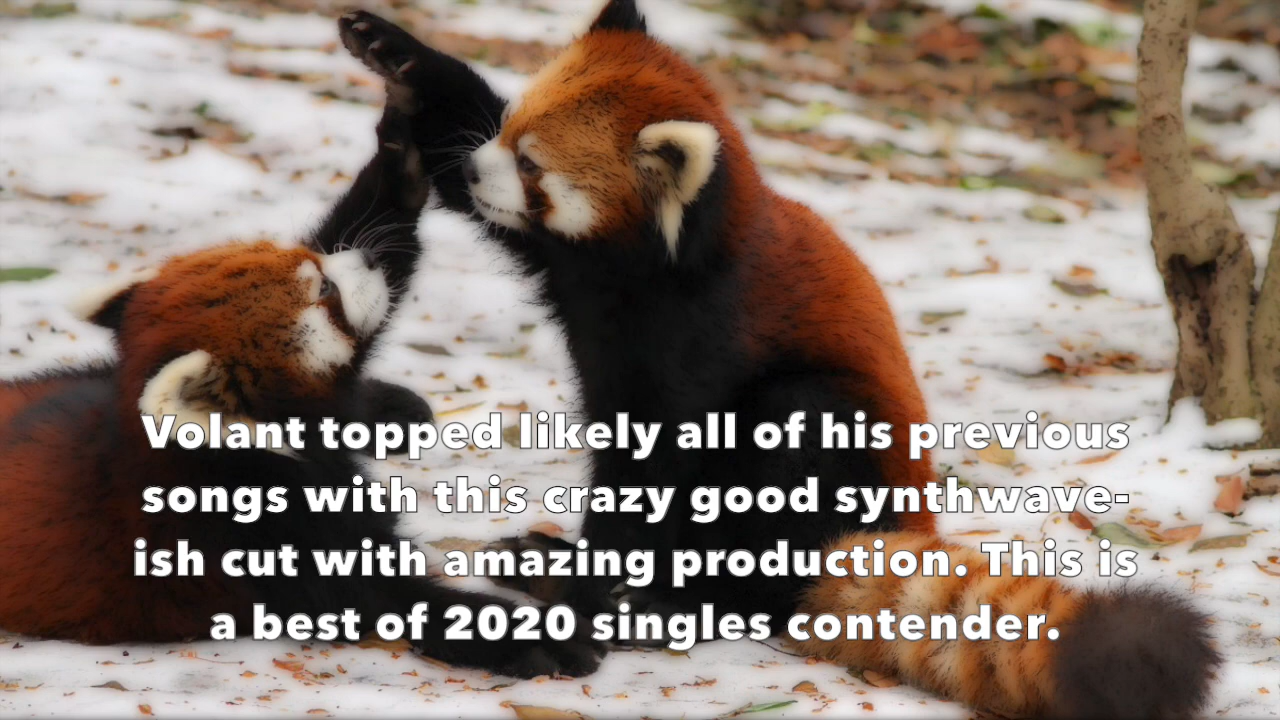 Volant topped likely all of his previous
songs with this crazy good synthwave-
ish cut with amazing production. This is
a best of 2020 singles contender.